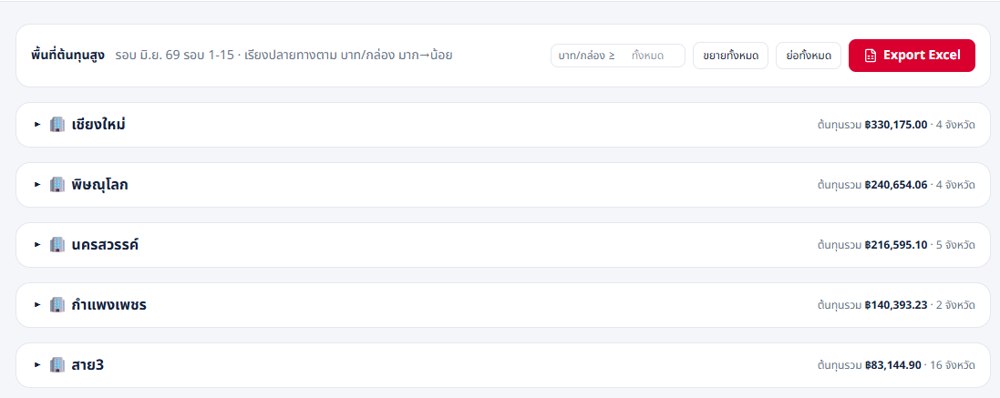 พื้นที่ต้นทุนสูง รอบ มิ.ย. 69 รอบ 1-15 · เรียงปลายทางตาม บาท/กล่อง มาก→น้อย บาท/กล่อง ≥ ทั้งหมด ขยายทั้งหมด ย่อทั้งหมด Export Excel
เชียงใหม่ ต้นทุนรวม ฿330,175.00 · 4 จังหวัด
พิษณุโลก ต้นทุนรวม ฿240,654.06 · 4 จังหวัด
นครสวรรค์ ต้นทุนรวม ฿216,595.10 · 5 จังหวัด
กำแพงเพชร ต้นทุนรวม ฿140,393.23 · 2 จังหวัด
สาย3 ต้นทุนรวม ฿83,144.90 · 16 จังหวัด